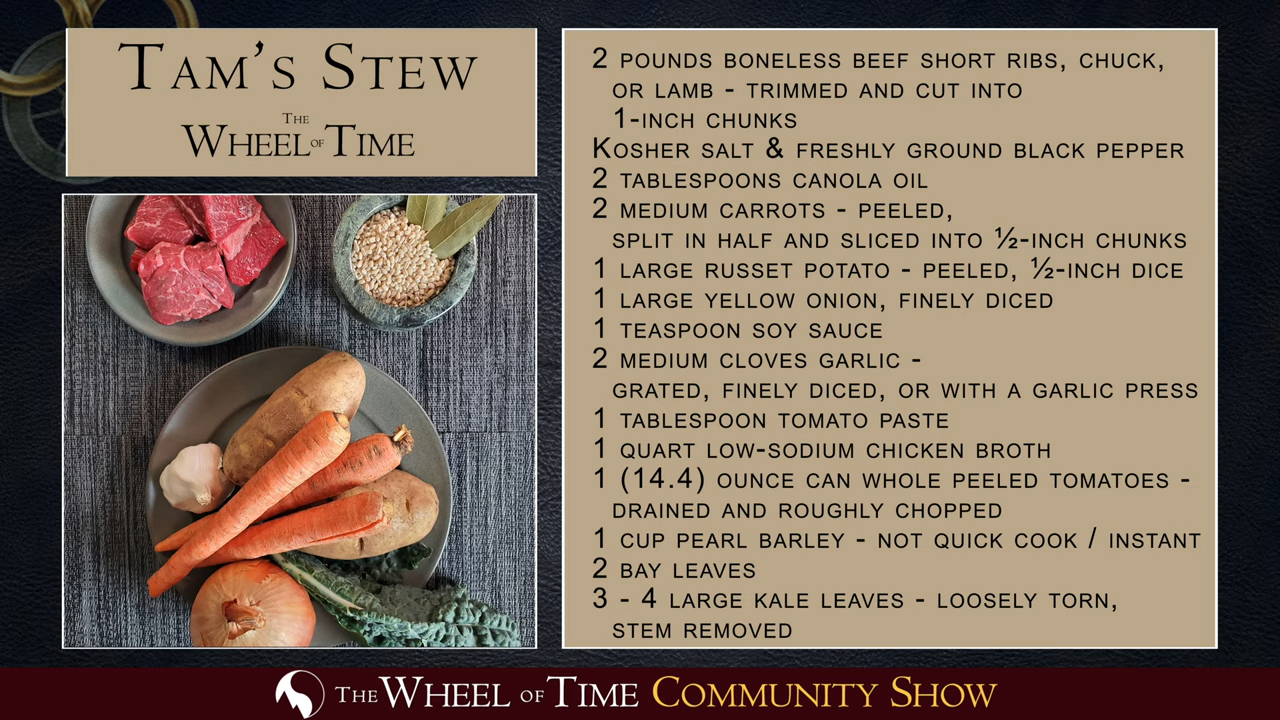 Tam's Stew
The
Wheel of Time
2 pounds boneless beef short ribs, chuck,
or lamb - trimmed and cut into
1-inch chunks
Kosher salt & freshly ground black pepper
2 tablespoons canola oil
2 medium carrots - peeled,
split in half and sliced into ½-inch chunks
1 large russet potato - peeled, ½-inch dice
1 large yellow onion, finely diced
1 teaspoon soy sauce
2 medium cloves garlic -
grated, finely diced, or with a garlic press
1 tablespoon tomato paste
1 quart low-sodium chicken broth
1 (14.4) ounce can whole peeled tomatoes -
drained and roughly chopped
1 cup pearl barley - not quick cook / instant
2 bay leaves
3 - 4 large kale leaves - loosely torn,
stem removed
The Wheel of Time Community Show